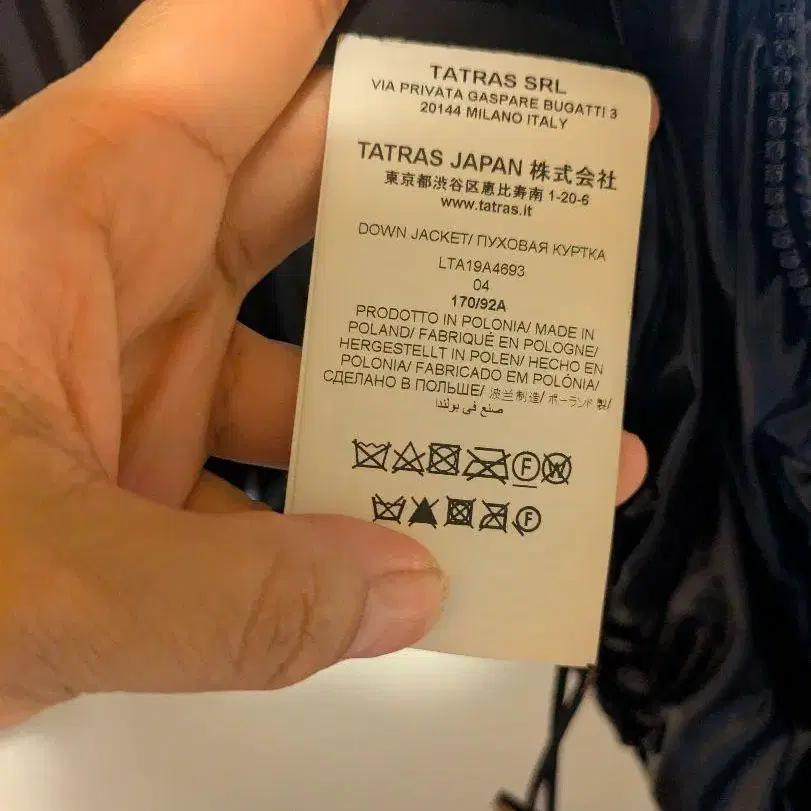 TATRAS SRL
VIA PRIVATA GASPARE BUGATTI 3
20144 MILANO ITALY
TATRAS JAPAN 株式会社
東京都渋谷区恵比寿南 1-20-6
www.tatras.it
DOWN JACKET/ ПУХОВАЯ КУРТКА
LTA19A4693
04
170/92A
PRODOTTO IN POLONIA/ MADE IN
POLAND/ FABRIQUÉ EN POLOGNE/
HERGESTELLT IN POLEN/ HECHO EN
POLONIA/ FABRICADO EM POLÓNIA/
СДЕЛАНО В ПОЛЬШЕ/ 波兰制造/ ポーランド製/
صنع في بولندا
F W
F